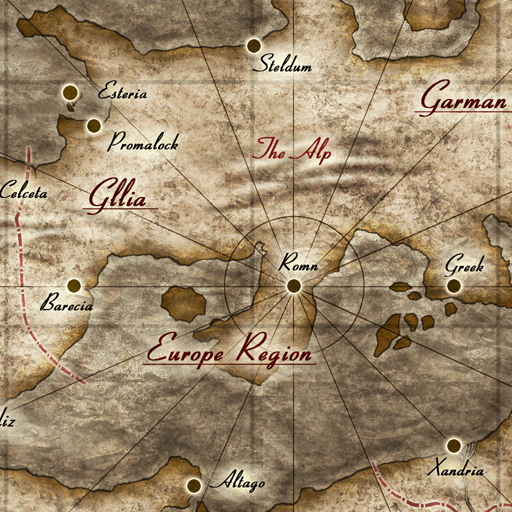 Steldum
Esteria
Garman
Promalock
The Alp
Celceta
Gllia
Romn
Greek
Barecia
Europe Region
liz
Xandria
Altago